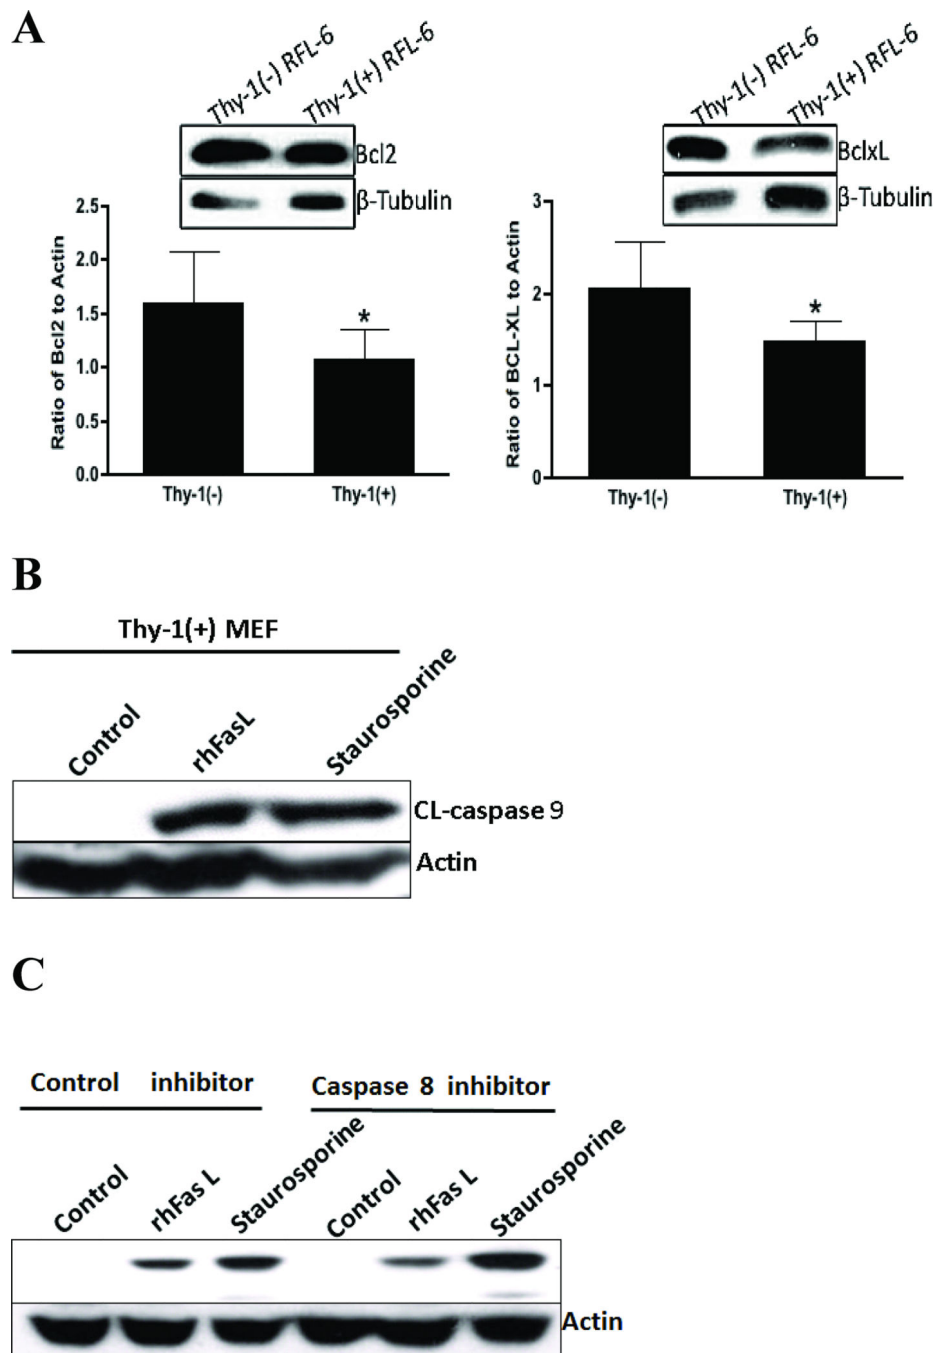 A
Thy-1(-) RFL-6
Thy-1(+) RFL-6
Bcl2
β-Tubulin
Ratio of Bcl2 to Actin
2.5
2.0
1.5
1.0
0.5
0.0
*
Thy-1(-)
Thy-1(+)
Thy-1(-) RFL-6
Thy-1(+) RFL-6
BclxL
β-Tubulin
Ratio of BCL-XL to Actin
3
2
1
0
*
Thy-1(-)
Thy-1(+)
B
Thy-1(+) MEF
Control
rhFasL
Staurosporine
CL-caspase 9
Actin
C
Control inhibitor
Caspase 8 inhibitor
Control
rhFas L
Staurosporine
Control
rhFas L
Staurosporine
Actin